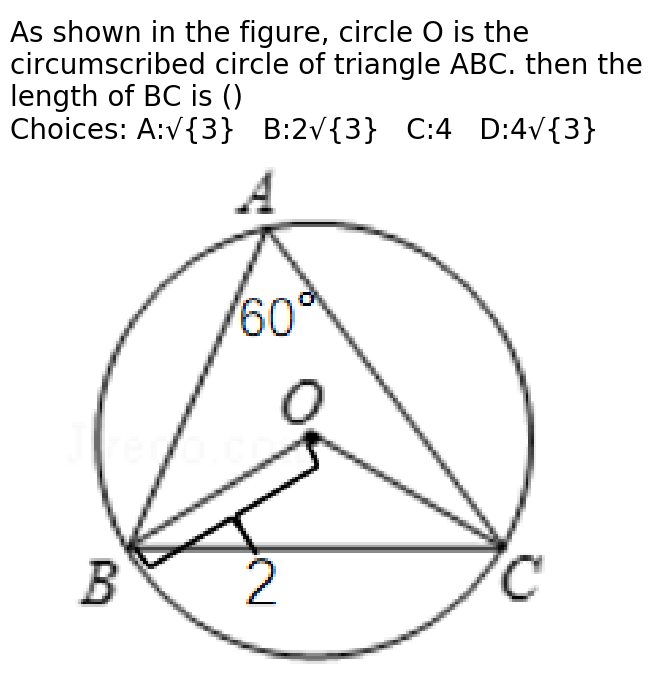 As shown in the figure, circle O is the
circumscribed circle of triangle ABC. then the
length of BC is ()
Choices: A:√{3}   B:2√{3}   C:4   D:4√{3}
A
60°
O
B
2
C